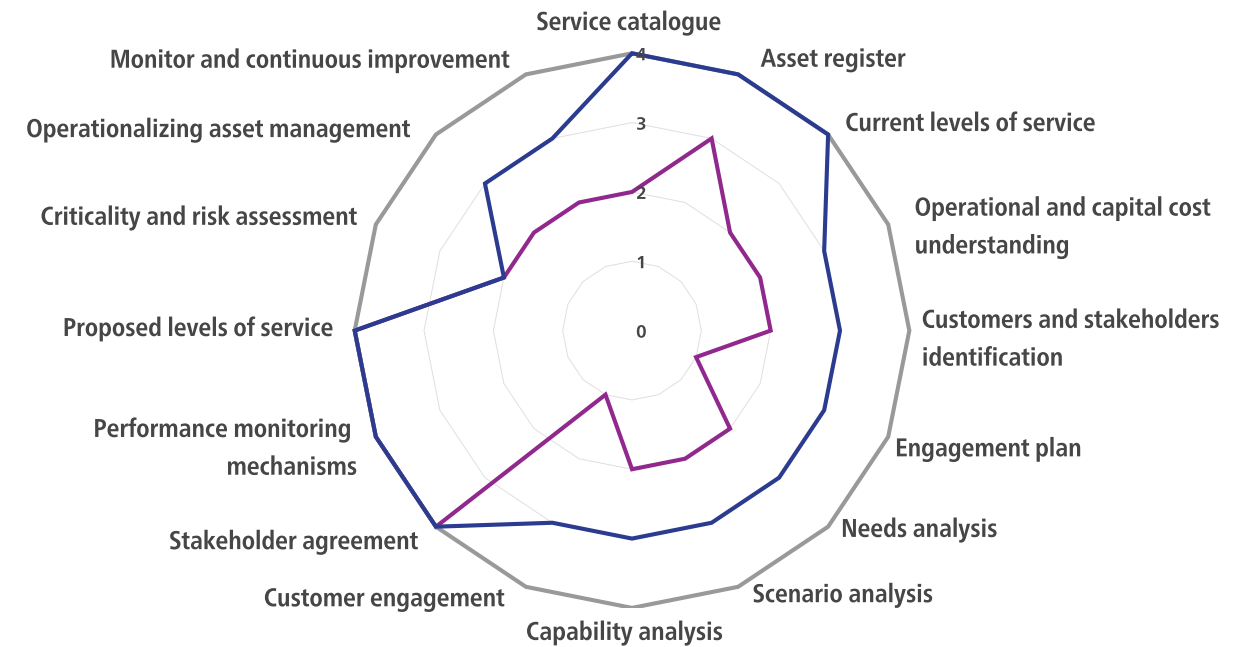 Service catalogue
Asset register
Current levels of service
Operational and capital cost
understanding
Customers and stakeholders
identification
Engagement plan
Needs analysis
Scenario analysis
Capability analysis
Customer engagement
Stakeholder agreement
Performance monitoring
mechanisms
Proposed levels of service
Criticality and risk assessment
Operationalizing asset management
Monitor and continuous improvement
4
3
2
1
0